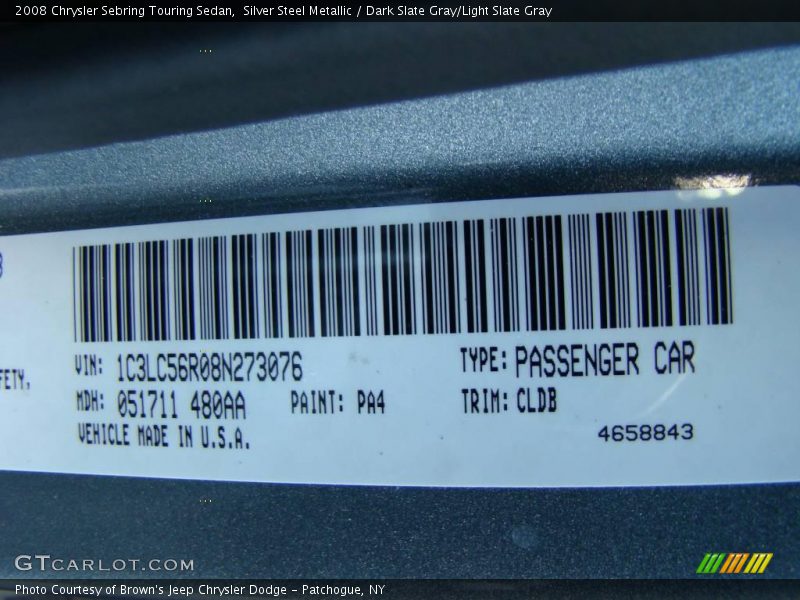 2008 Chrysler Sebring Touring Sedan,  Silver Steel Metallic / Dark Slate Gray/Light Slate Gray
FETY.
VIN: 1C3LC56R08N273076 TYPE: PASSENGER CAR
MDH: 051711 480AA PAINT: PA4 TRIM: CLDB
VEHICLE MADE IN U.S.A. 4658843
GTCARLOT.COM
Photo Courtesy of Brown's Jeep Chrysler Dodge - Patchogue, NY